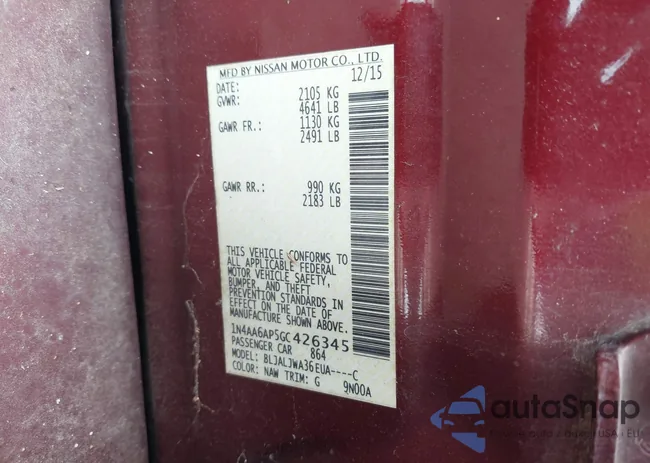 MFD BY NISSAN MOTOR CO., LTD.
DATE: 12/15
GVWR: 2105 KG
4641 LB
GAWR FR.: 1130 KG
2491 LB
GAWR RR.: 990 KG
2183 LB
THIS VEHICLE CONFORMS TO
ALL APPLICABLE FEDERAL
MOTOR VEHICLE SAFETY,
BUMPER, AND THEFT
PREVENTION STANDARDS IN
EFFECT ON THE DATE OF
MANUFACTURE SHOWN ABOVE.
1N4AA6AP5GC426345
PASSENGER CAR 864
MODEL: BLJALJWA36EUA----C
COLOR: NAW TRIM: G 9N00A
autoSnap